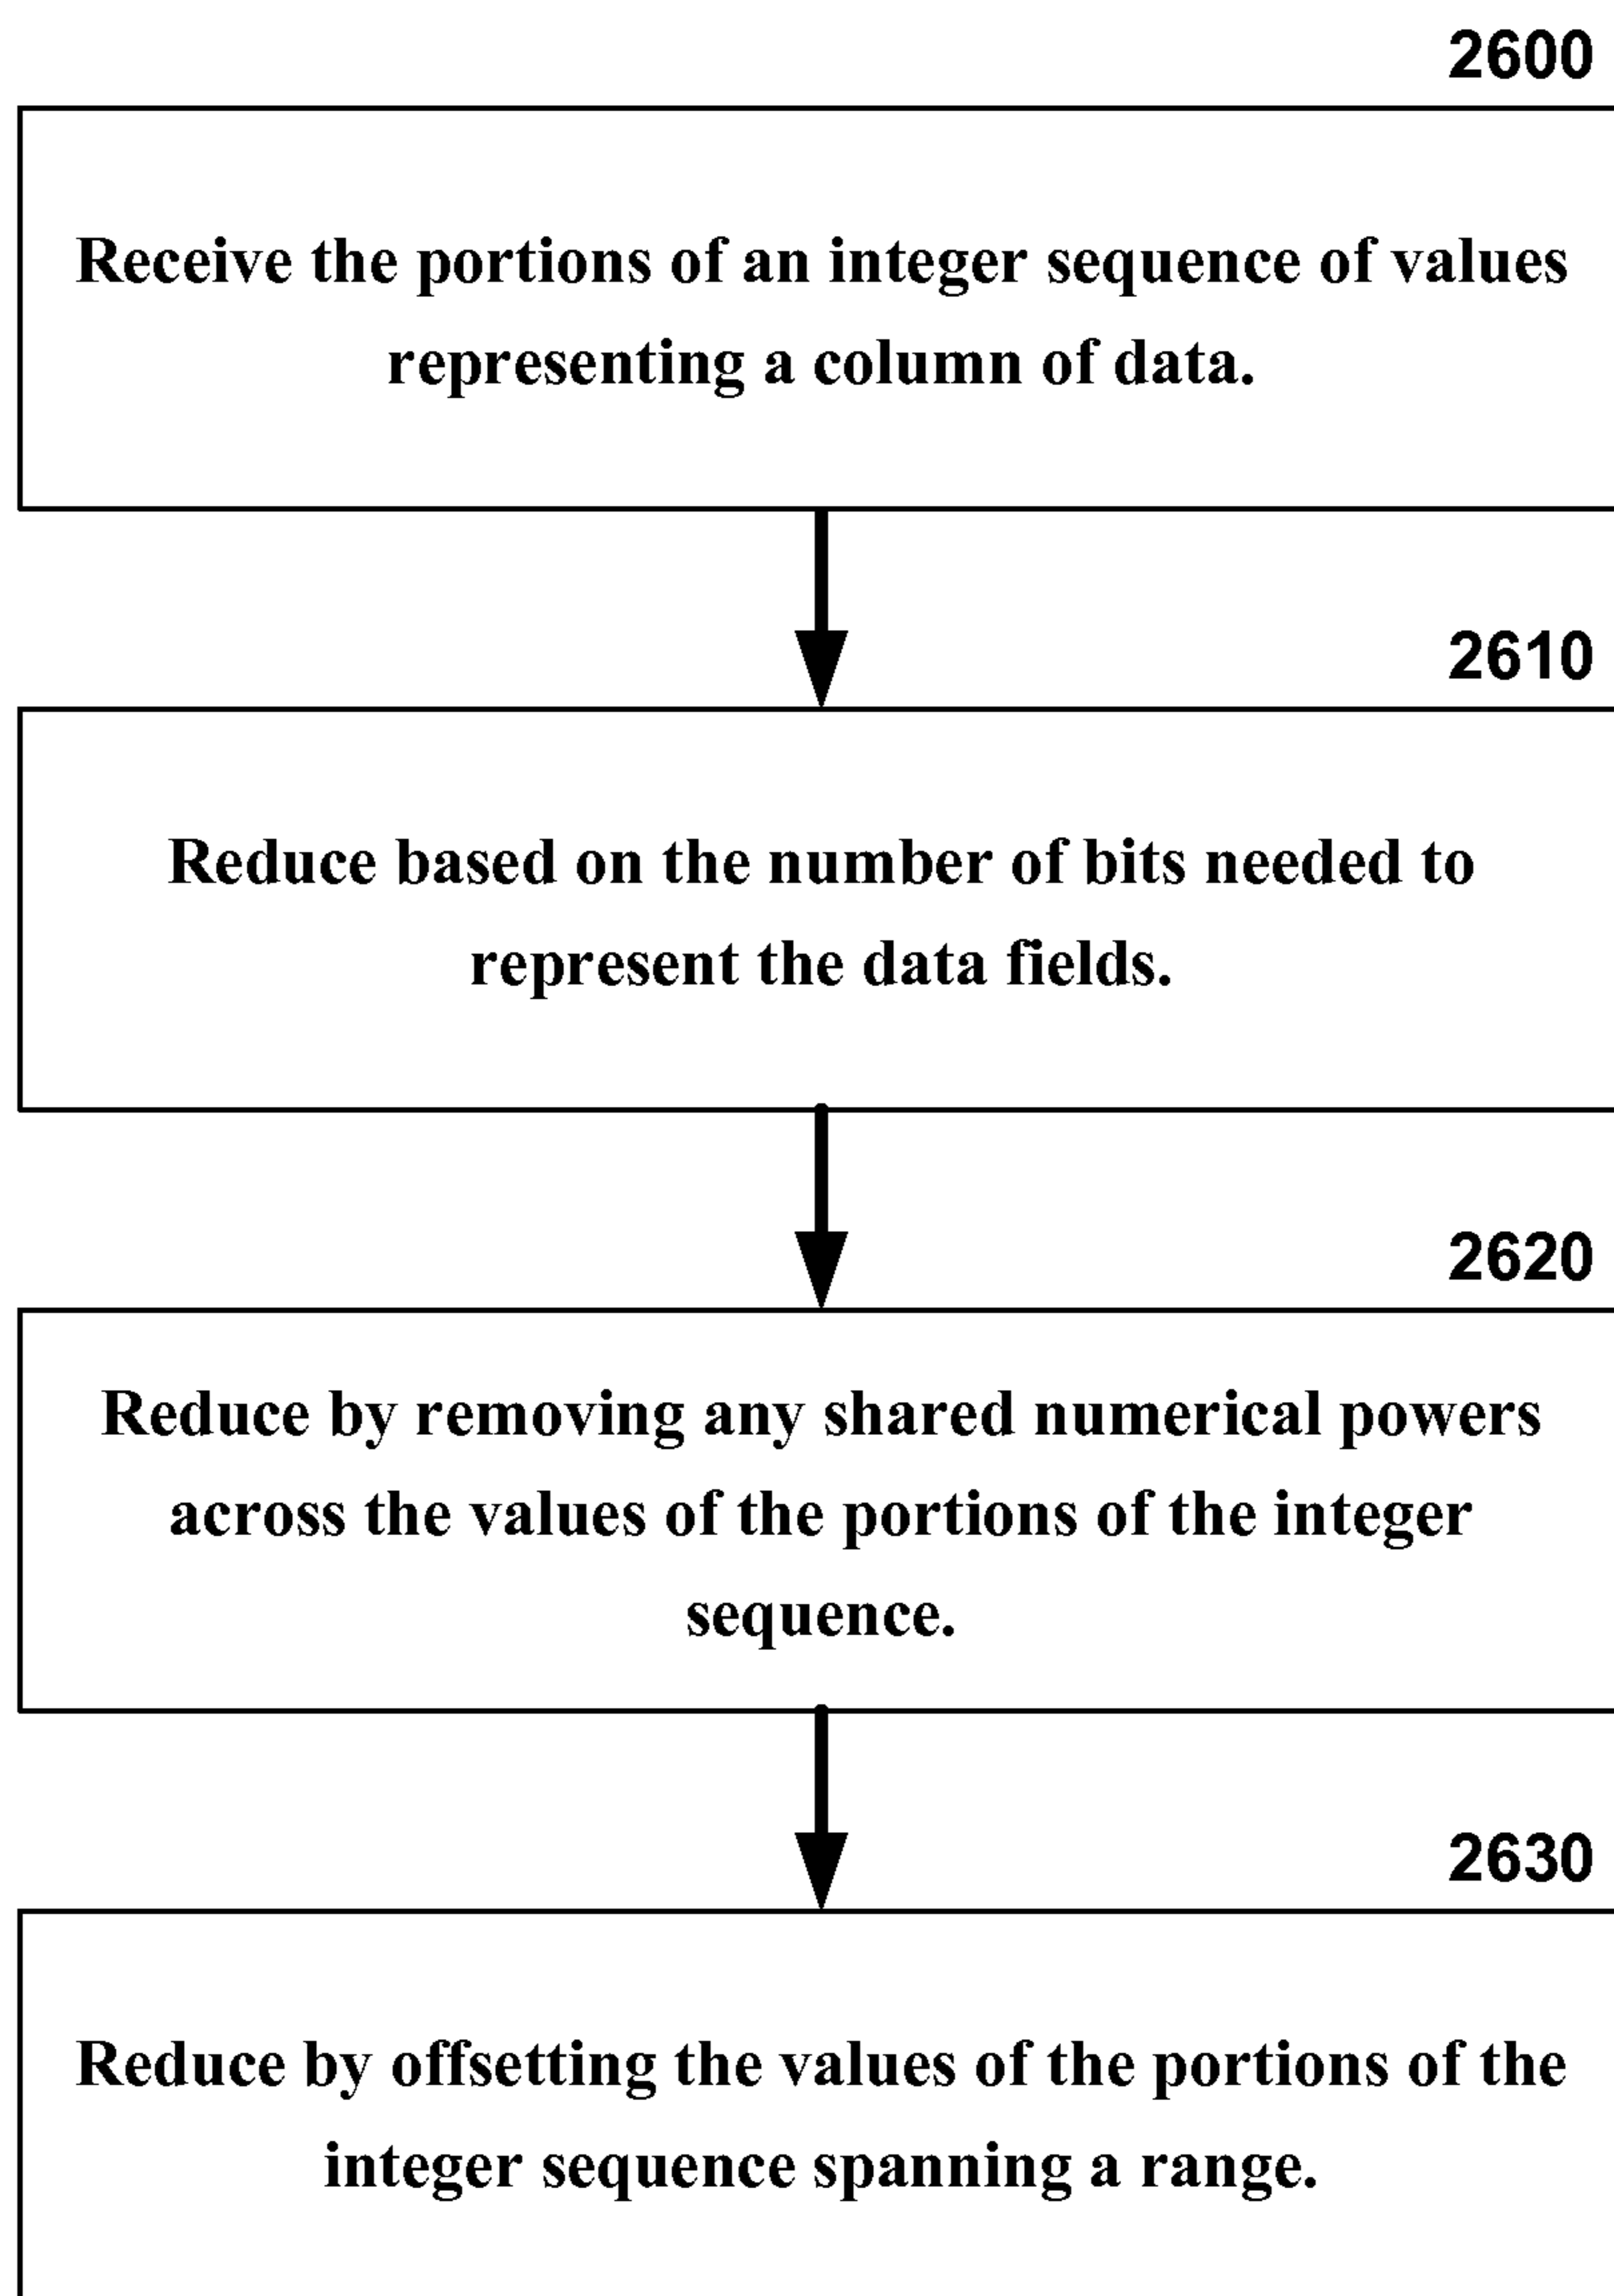 2600
Receive the portions of an integer sequence of values
representing a column of data.
2610
Reduce based on the number of bits needed to
represent the data fields.
2620
Reduce by removing any shared numerical powers
across the values of the portions of the integer
sequence.
2630
Reduce by offsetting the values of the portions of the
integer sequence spanning a range.